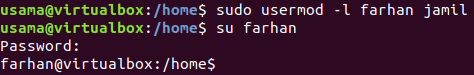 usama@virtualbox:/home$ sudo usermod -l farhan jamil
usama@virtualbox:/home$ su farhan
Password:
farhan@virtualbox:/home$